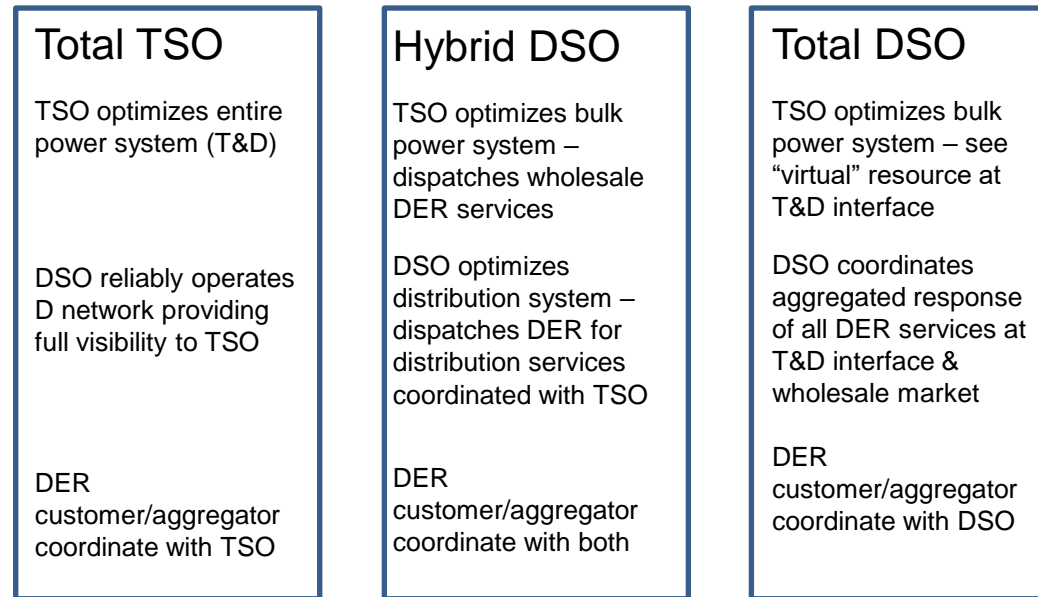 Total TSO
TSO optimizes entire
power system (T&D)
DSO reliably operates
D network providing
full visibility to TSO
DER
customer/aggregator
coordinate with TSO
Hybrid DSO
TSO optimizes bulk
power system –
dispatches wholesale
DER services
DSO optimizes
distribution system –
dispatches DER for
distribution services
coordinated with TSO
DER
customer/aggregator
coordinate with both
Total DSO
TSO optimizes bulk
power system – see
“virtual” resource at
T&D interface
DSO coordinates
aggregated response
of all DER services at
T&D interface &
wholesale market
DER
customer/aggregator
coordinate with DSO